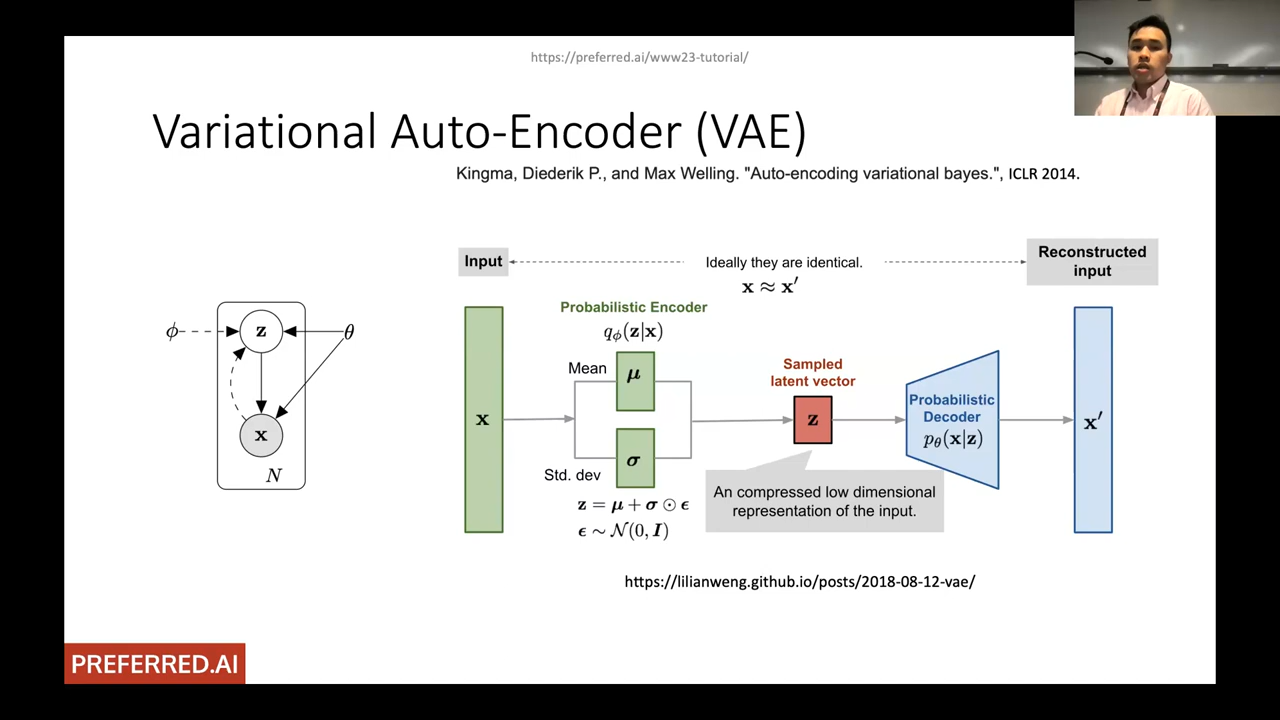 https://preferred.ai/www23-tutorial/
Variational Auto-Encoder (VAE)
Kingma, Diederik P., and Max Welling. "Auto-encoding variational bayes.", ICLR 2014.
Input
Ideally they are identical.
x ≈ x′
Reconstructed
input
ϕ
z
θ
x
N
Probabilistic Encoder
qϕ(z|x)
Mean
μ
x
Std. dev
σ
z = μ + σ ⊙ ϵ
ϵ ∼ 𝒩(0, I)
Sampled
latent vector
z
An compressed low dimensional
representation of the input.
Probabilistic
Decoder
pθ(x|z)
x′
https://lilianweng.github.io/posts/2018-08-12-vae/
PREFERRED.AI